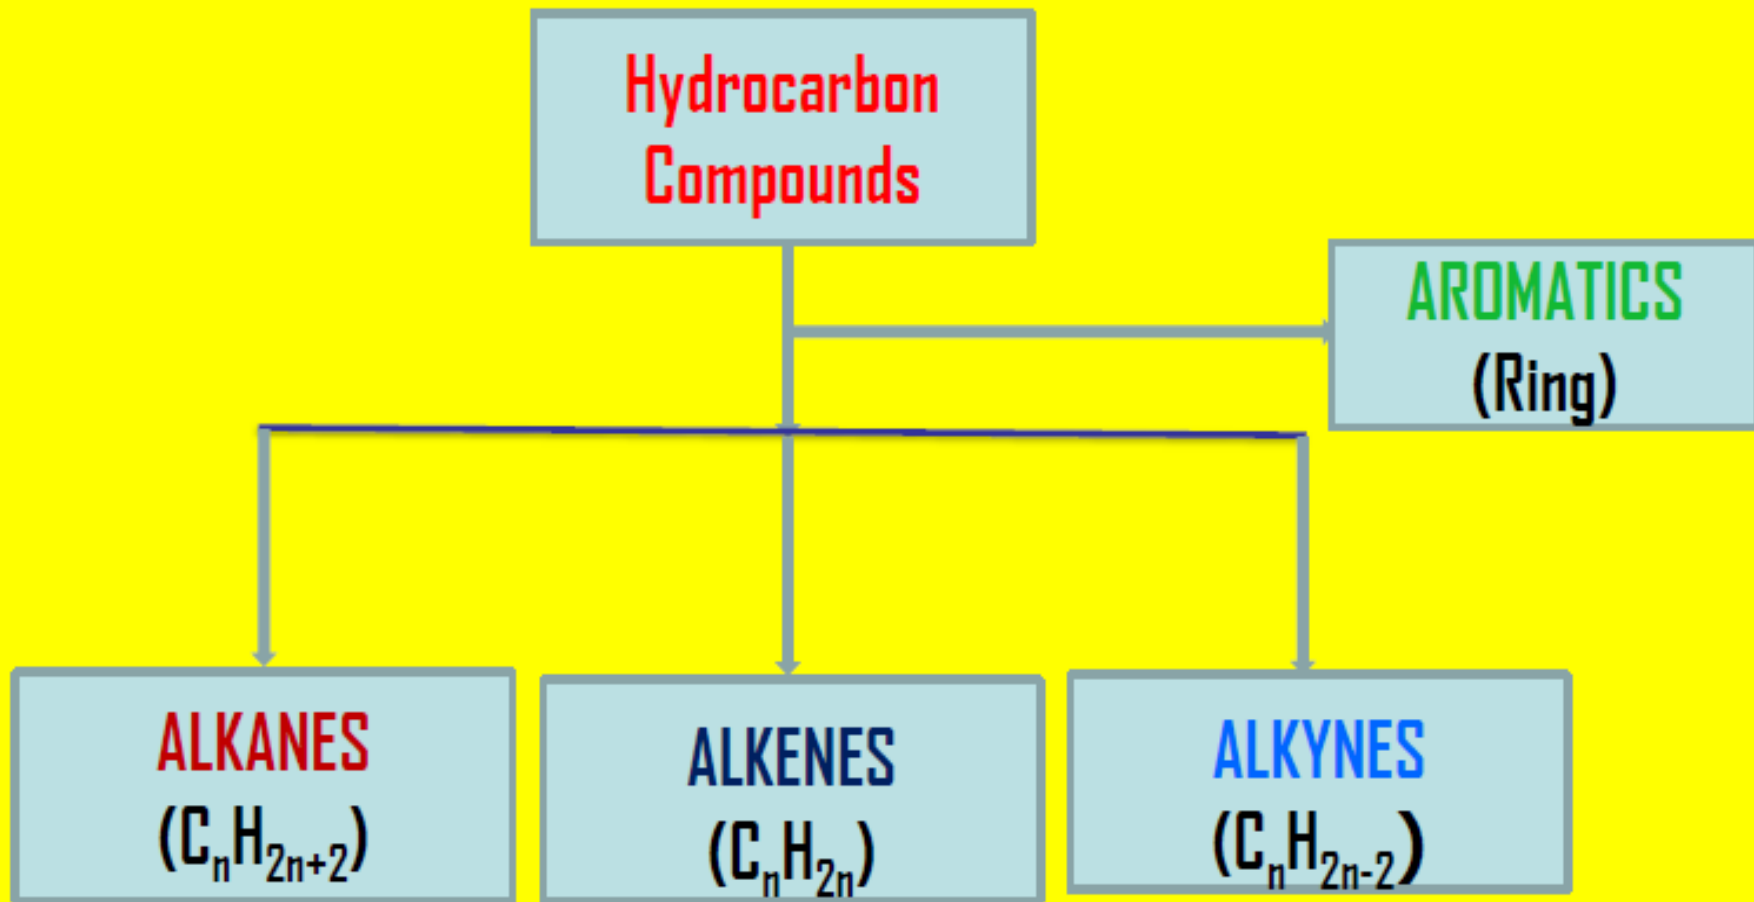 Hydrocarbon
Compounds
AROMATICS
(Ring)
ALKANES
(CₙH₂ₙ₊₂)
ALKENES
(CₙH₂ₙ)
ALKYNES
(CₙH₂ₙ₋₂)